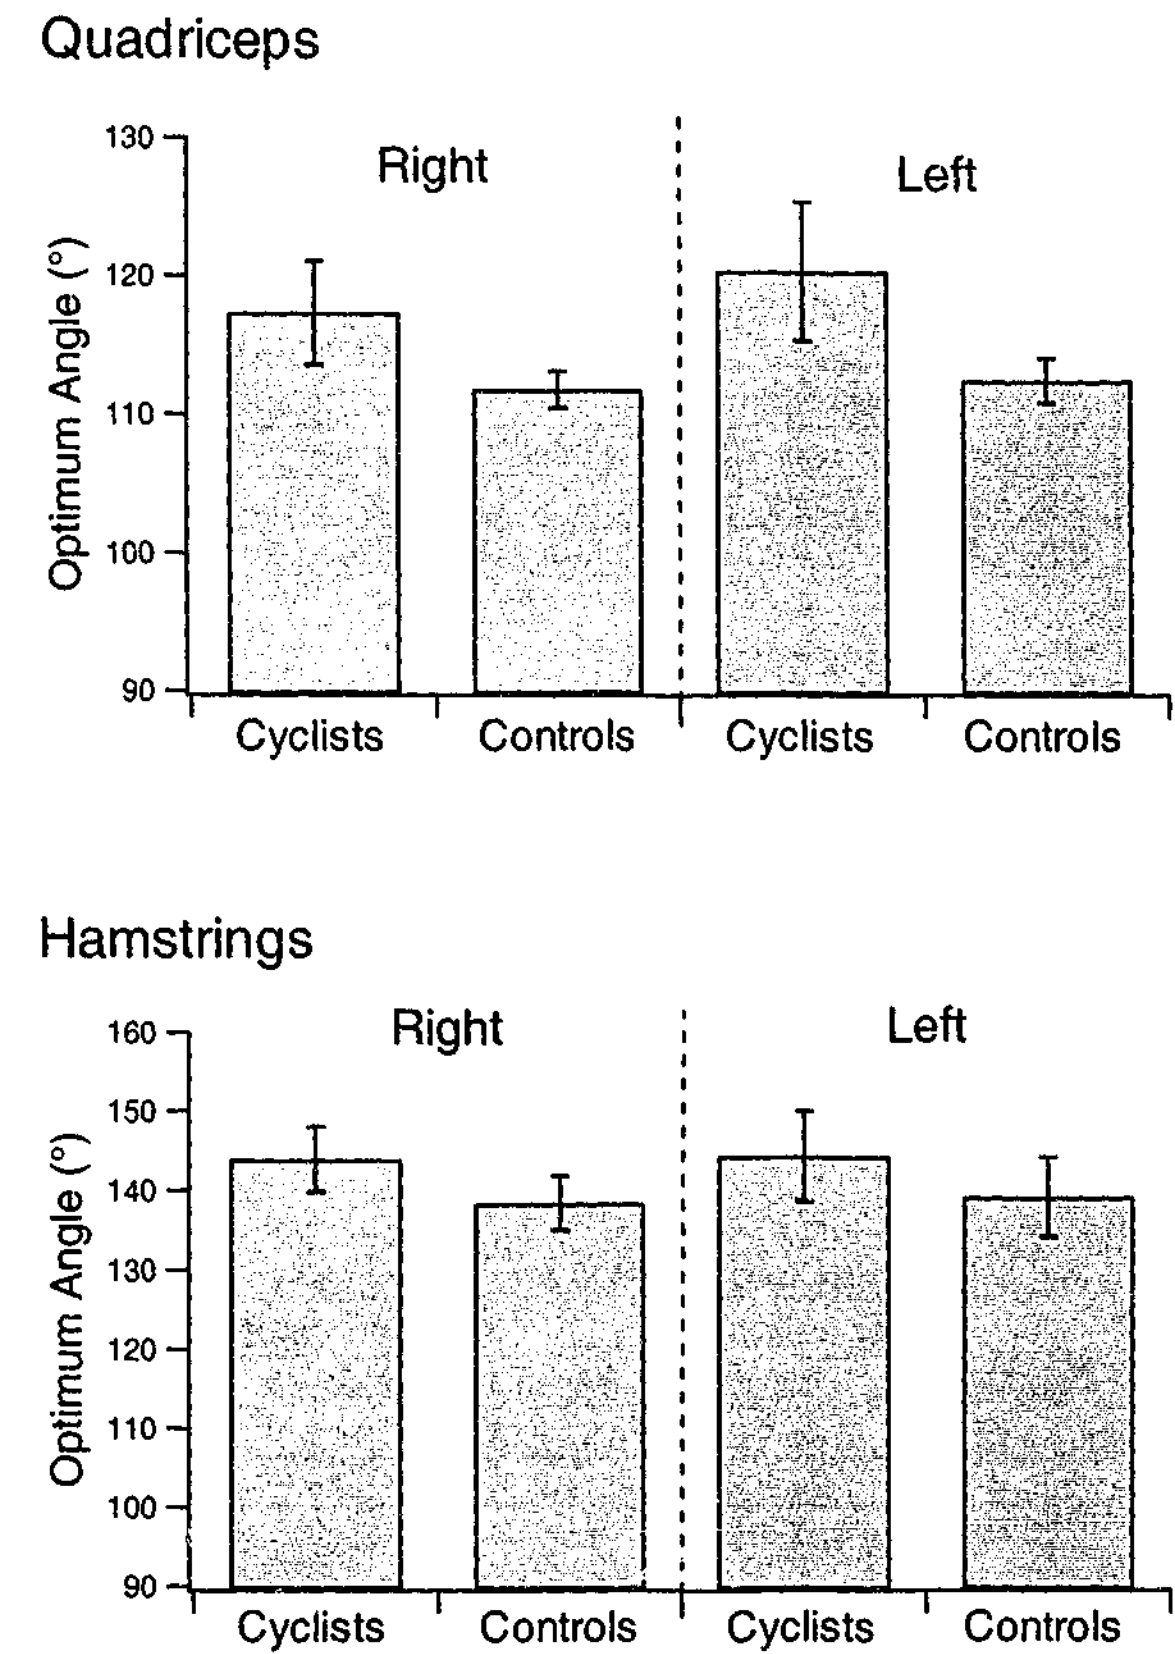 Quadriceps
Right
Left
130
120
110
100
90
Optimum Angle (°)
Cyclists Controls Cyclists Controls
Hamstrings
Right
Left
160
150
140
130
120
110
100
90
Optimum Angle (°)
Cyclists Controls Cyclists Controls